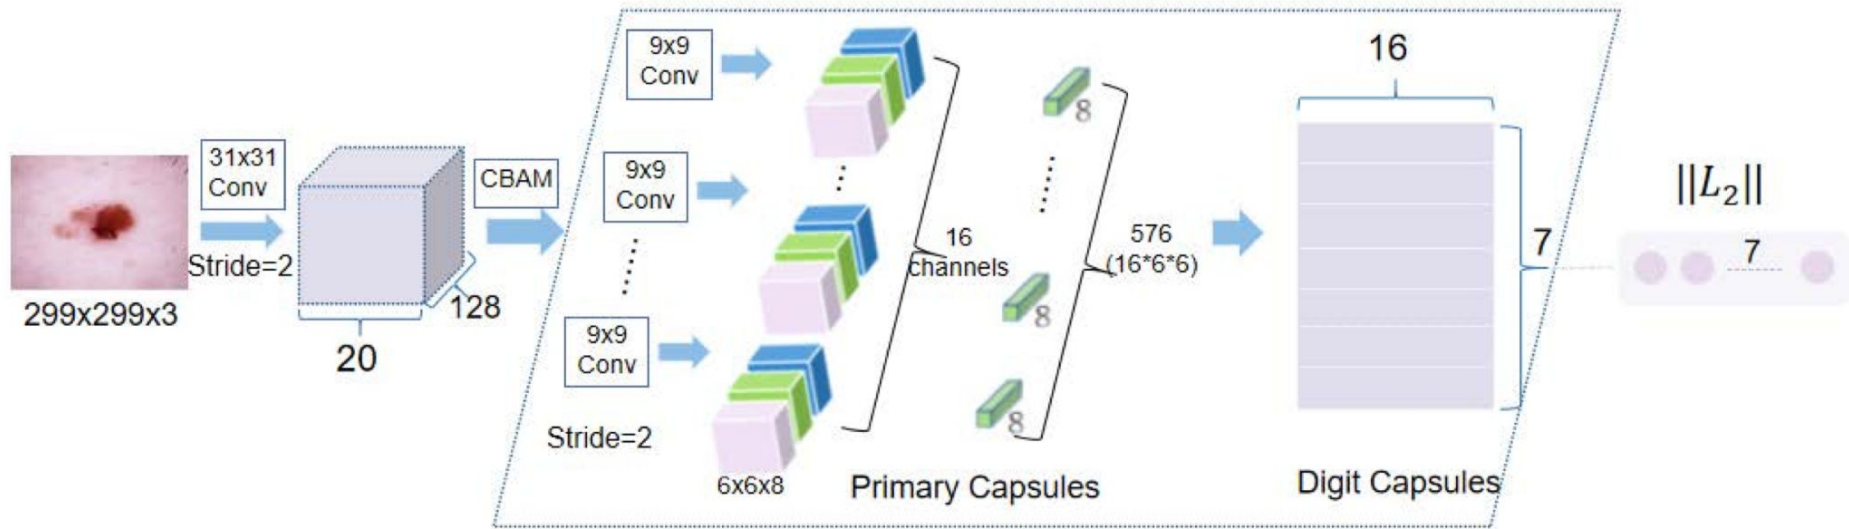 299x299x3
31x31
Conv
Stride=2
20
128
CBAM
9x9
Conv
9x9
Conv
9x9
Conv
Stride=2
6x6x8
16
channels
8
8
8
576
(16*6*6)
Primary Capsules
16
7
Digit Capsules
||L₂||
7